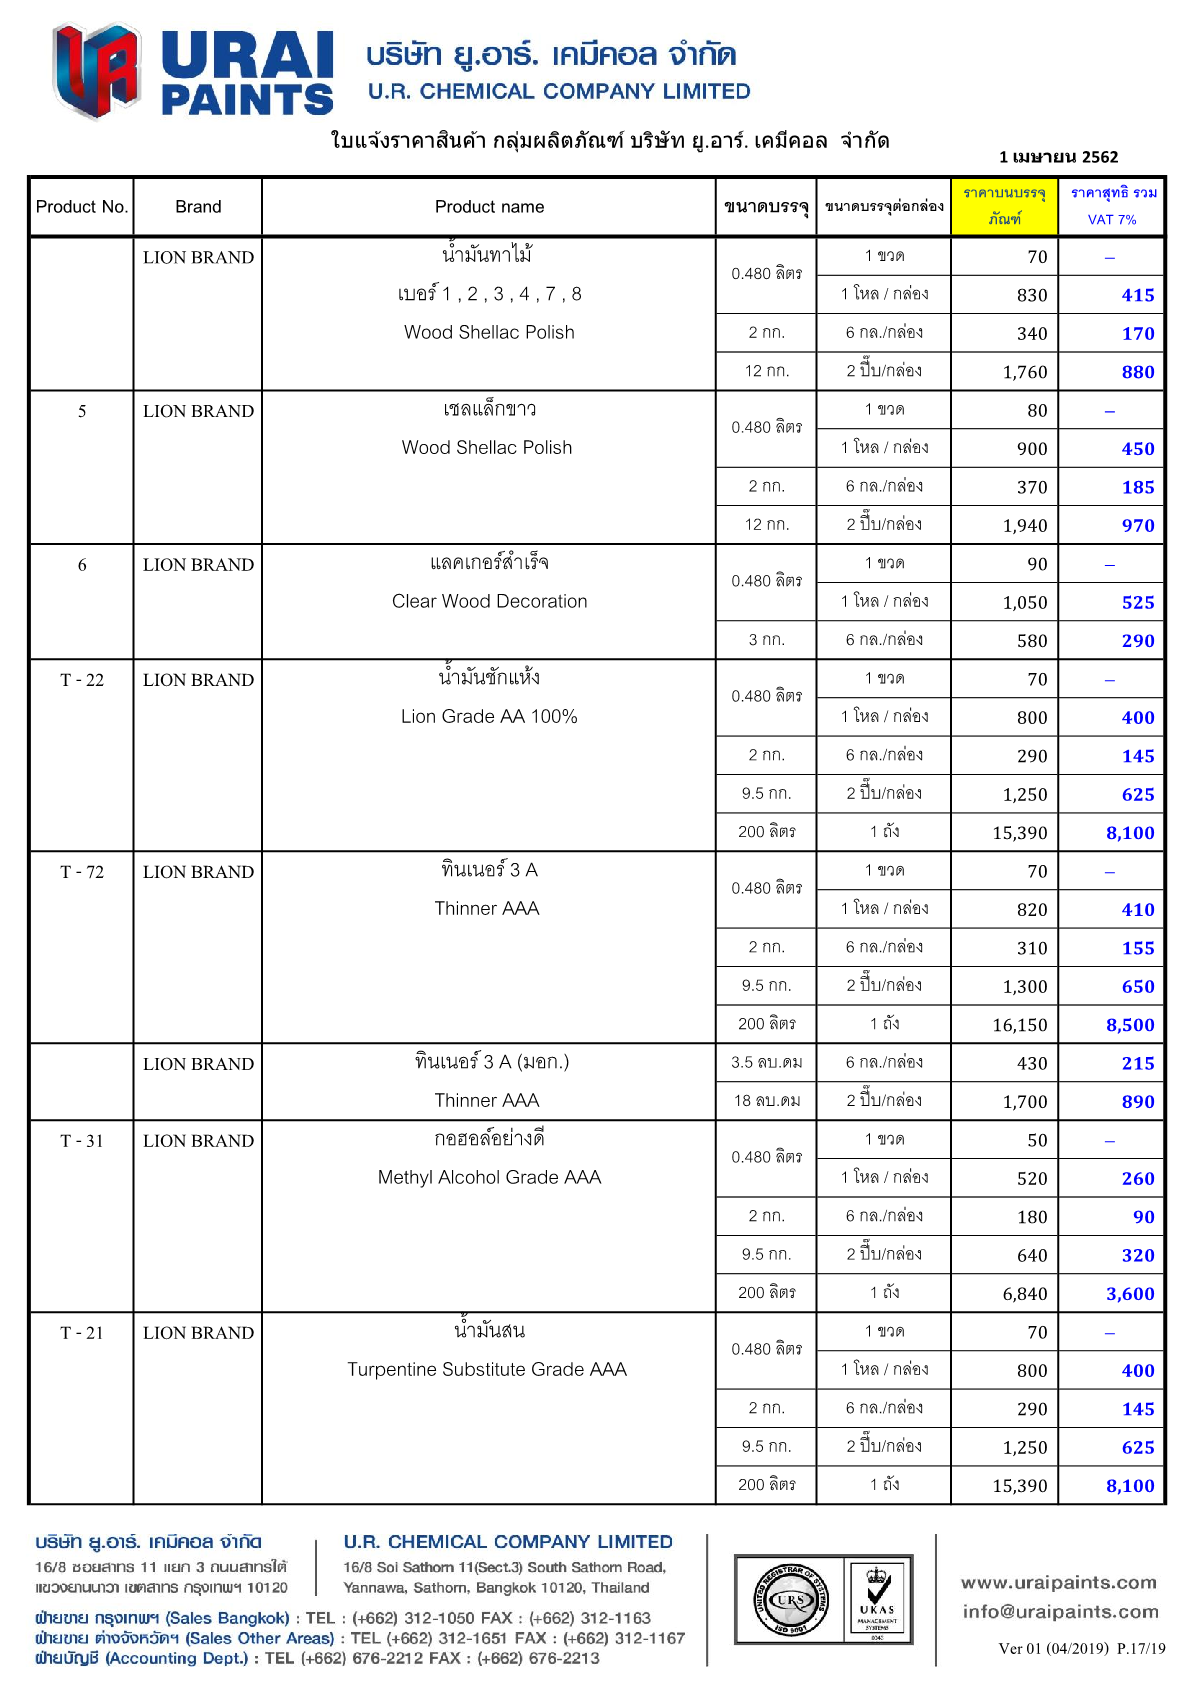 URAI
PAINTS
บริษัท ยู.อาร์. เคมีคอล จำกัด
U.R. CHEMICAL COMPANY LIMITED
ใบแจ้งราคาสินค้า กลุ่มผลิตภัณฑ์ บริษัท ยู.อาร์. เคมีคอล จำกัด
1 เมษายน 2562
Product No. Brand Product name ขนาดบรรจุ ขนาดบรรจุต่อกล่อง ราคาบนบรรจุภัณฑ์ ราคาสุทธิ รวม VAT 7%
LION BRAND น้ำมันทาไม้ 0.480 ลิตร 1 ขวด 70 –
เบอร์ 1 , 2 , 3 , 4 , 7 , 8 1 โหล / กล่อง 830 415
Wood Shellac Polish 2 กก. 6 กล./กล่อง 340 170
12 กก. 2 ปี๊บ/กล่อง 1,760 880
5 LION BRAND เชลแล็กขาว 0.480 ลิตร 1 ขวด 80 –
Wood Shellac Polish 1 โหล / กล่อง 900 450
2 กก. 6 กล./กล่อง 370 185
12 กก. 2 ปี๊บ/กล่อง 1,940 970
6 LION BRAND แลคเกอร์สำเร็จ 0.480 ลิตร 1 ขวด 90 –
Clear Wood Decoration 1 โหล / กล่อง 1,050 525
3 กก. 6 กล./กล่อง 580 290
T - 22 LION BRAND น้ำมันชักแห้ง 0.480 ลิตร 1 ขวด 70 –
Lion Grade AA 100% 1 โหล / กล่อง 800 400
2 กก. 6 กล./กล่อง 290 145
9.5 กก. 2 ปี๊บ/กล่อง 1,250 625
200 ลิตร 1 ถัง 15,390 8,100
T - 72 LION BRAND ทินเนอร์ 3 A 0.480 ลิตร 1 ขวด 70 –
Thinner AAA 1 โหล / กล่อง 820 410
2 กก. 6 กล./กล่อง 310 155
9.5 กก. 2 ปี๊บ/กล่อง 1,300 650
200 ลิตร 1 ถัง 16,150 8,500
LION BRAND ทินเนอร์ 3 A (มอก.) 3.5 ลบ.ดม 6 กล./กล่อง 430 215
Thinner AAA 18 ลบ.ดม 2 ปี๊บ/กล่อง 1,700 890
T - 31 LION BRAND กอฮอล์อย่างดี 0.480 ลิตร 1 ขวด 50 –
Methyl Alcohol Grade AAA 1 โหล / กล่อง 520 260
2 กก. 6 กล./กล่อง 180 90
9.5 กก. 2 ปี๊บ/กล่อง 640 320
200 ลิตร 1 ถัง 6,840 3,600
T - 21 LION BRAND น้ำมันสน 0.480 ลิตร 1 ขวด 70 –
Turpentine Substitute Grade AAA 1 โหล / กล่อง 800 400
2 กก. 6 กล./กล่อง 290 145
9.5 กก. 2 ปี๊บ/กล่อง 1,250 625
200 ลิตร 1 ถัง 15,390 8,100
บริษัท ยู.อาร์. เคมีคอล จำกัด
16/8 ซอยสาทร 11 แยก 3 ถนนสาทรใต้
แขวงยานนาวา เขตสาทร กรุงเทพฯ 10120
U.R. CHEMICAL COMPANY LIMITED
16/8 Soi Sathorn 11(Sect.3) South Sathorn Road,
Yannawa, Sathorn, Bangkok 10120, Thailand
ฝ่ายขาย กรุงเทพฯ (Sales Bangkok) : TEL : (+662) 312-1050 FAX : (+662) 312-1163
ฝ่ายขาย ต่างจังหวัดฯ (Sales Other Areas) : TEL (+662) 312-1651 FAX : (+662) 312-1167
ฝ่ายบัญชี (Accounting Dept.) : TEL (+662) 676-2212 FAX : (+662) 676-2213
UNITED REGISTRAR OF SYSTEMS
URS
ISO 9001
UKAS
MANAGEMENT
SYSTEMS
www.uraipaints.com
info@uraipaints.com
Ver 01 (04/2019) P.17/19